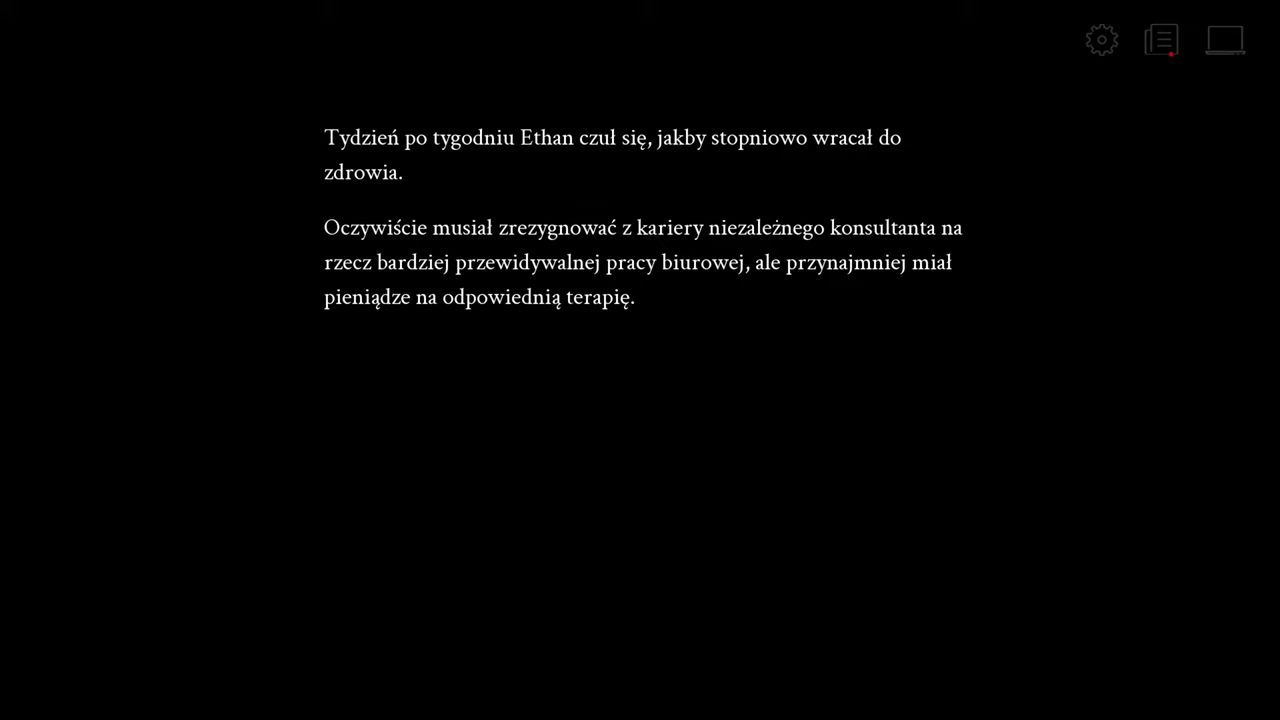 Tydzień po tygodniu Ethan czuł się, jakby stopniowo wracał do
zdrowia.
Oczywiście musiał zrezygnować z kariery niezależnego konsultanta na
rzecz bardziej przewidywalnej pracy biurowej, ale przynajmniej miał
pieniądze na odpowiednią terapię.